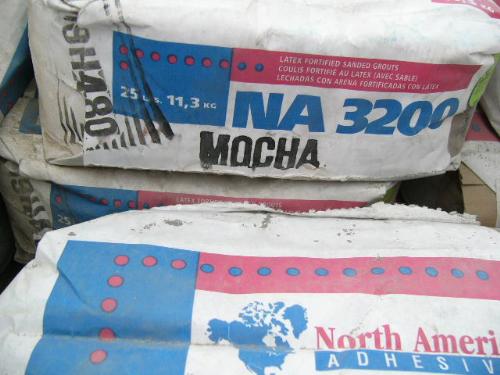 LATEX FORTIFIED SANDED GROUTS
COULIS FORTIFIÉ AU LATEX (AVEC SABLE)
LECHADAS CON ARENA FORTIFICADAS CON LATEX
25 Lbs. 11,3 KG
NA 3200
MOCHA
LATEX
North Ameri
ADHESIV